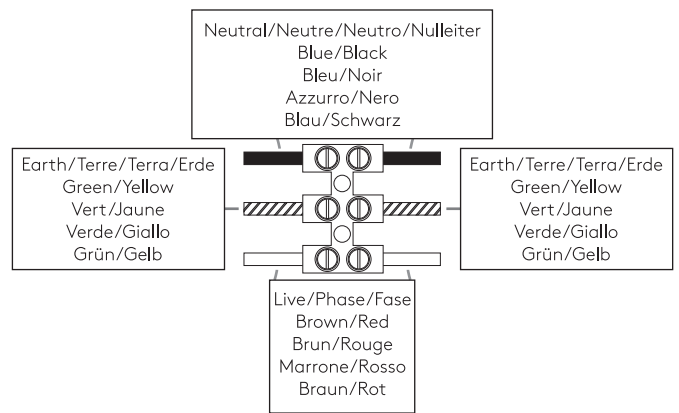 Neutral/Neutre/Neutro/Nulleiter
Blue/Black
Bleu/Noir
Azzurro/Nero
Blau/Schwarz
Earth/Terre/Terra/Erde
Green/Yellow
Vert/Jaune
Verde/Giallo
Grün/Gelb
Earth/Terre/Terra/Erde
Green/Yellow
Vert/Jaune
Verde/Giallo
Grün/Gelb
Live/Phase/Fase
Brown/Red
Brun/Rouge
Marrone/Rosso
Braun/Rot